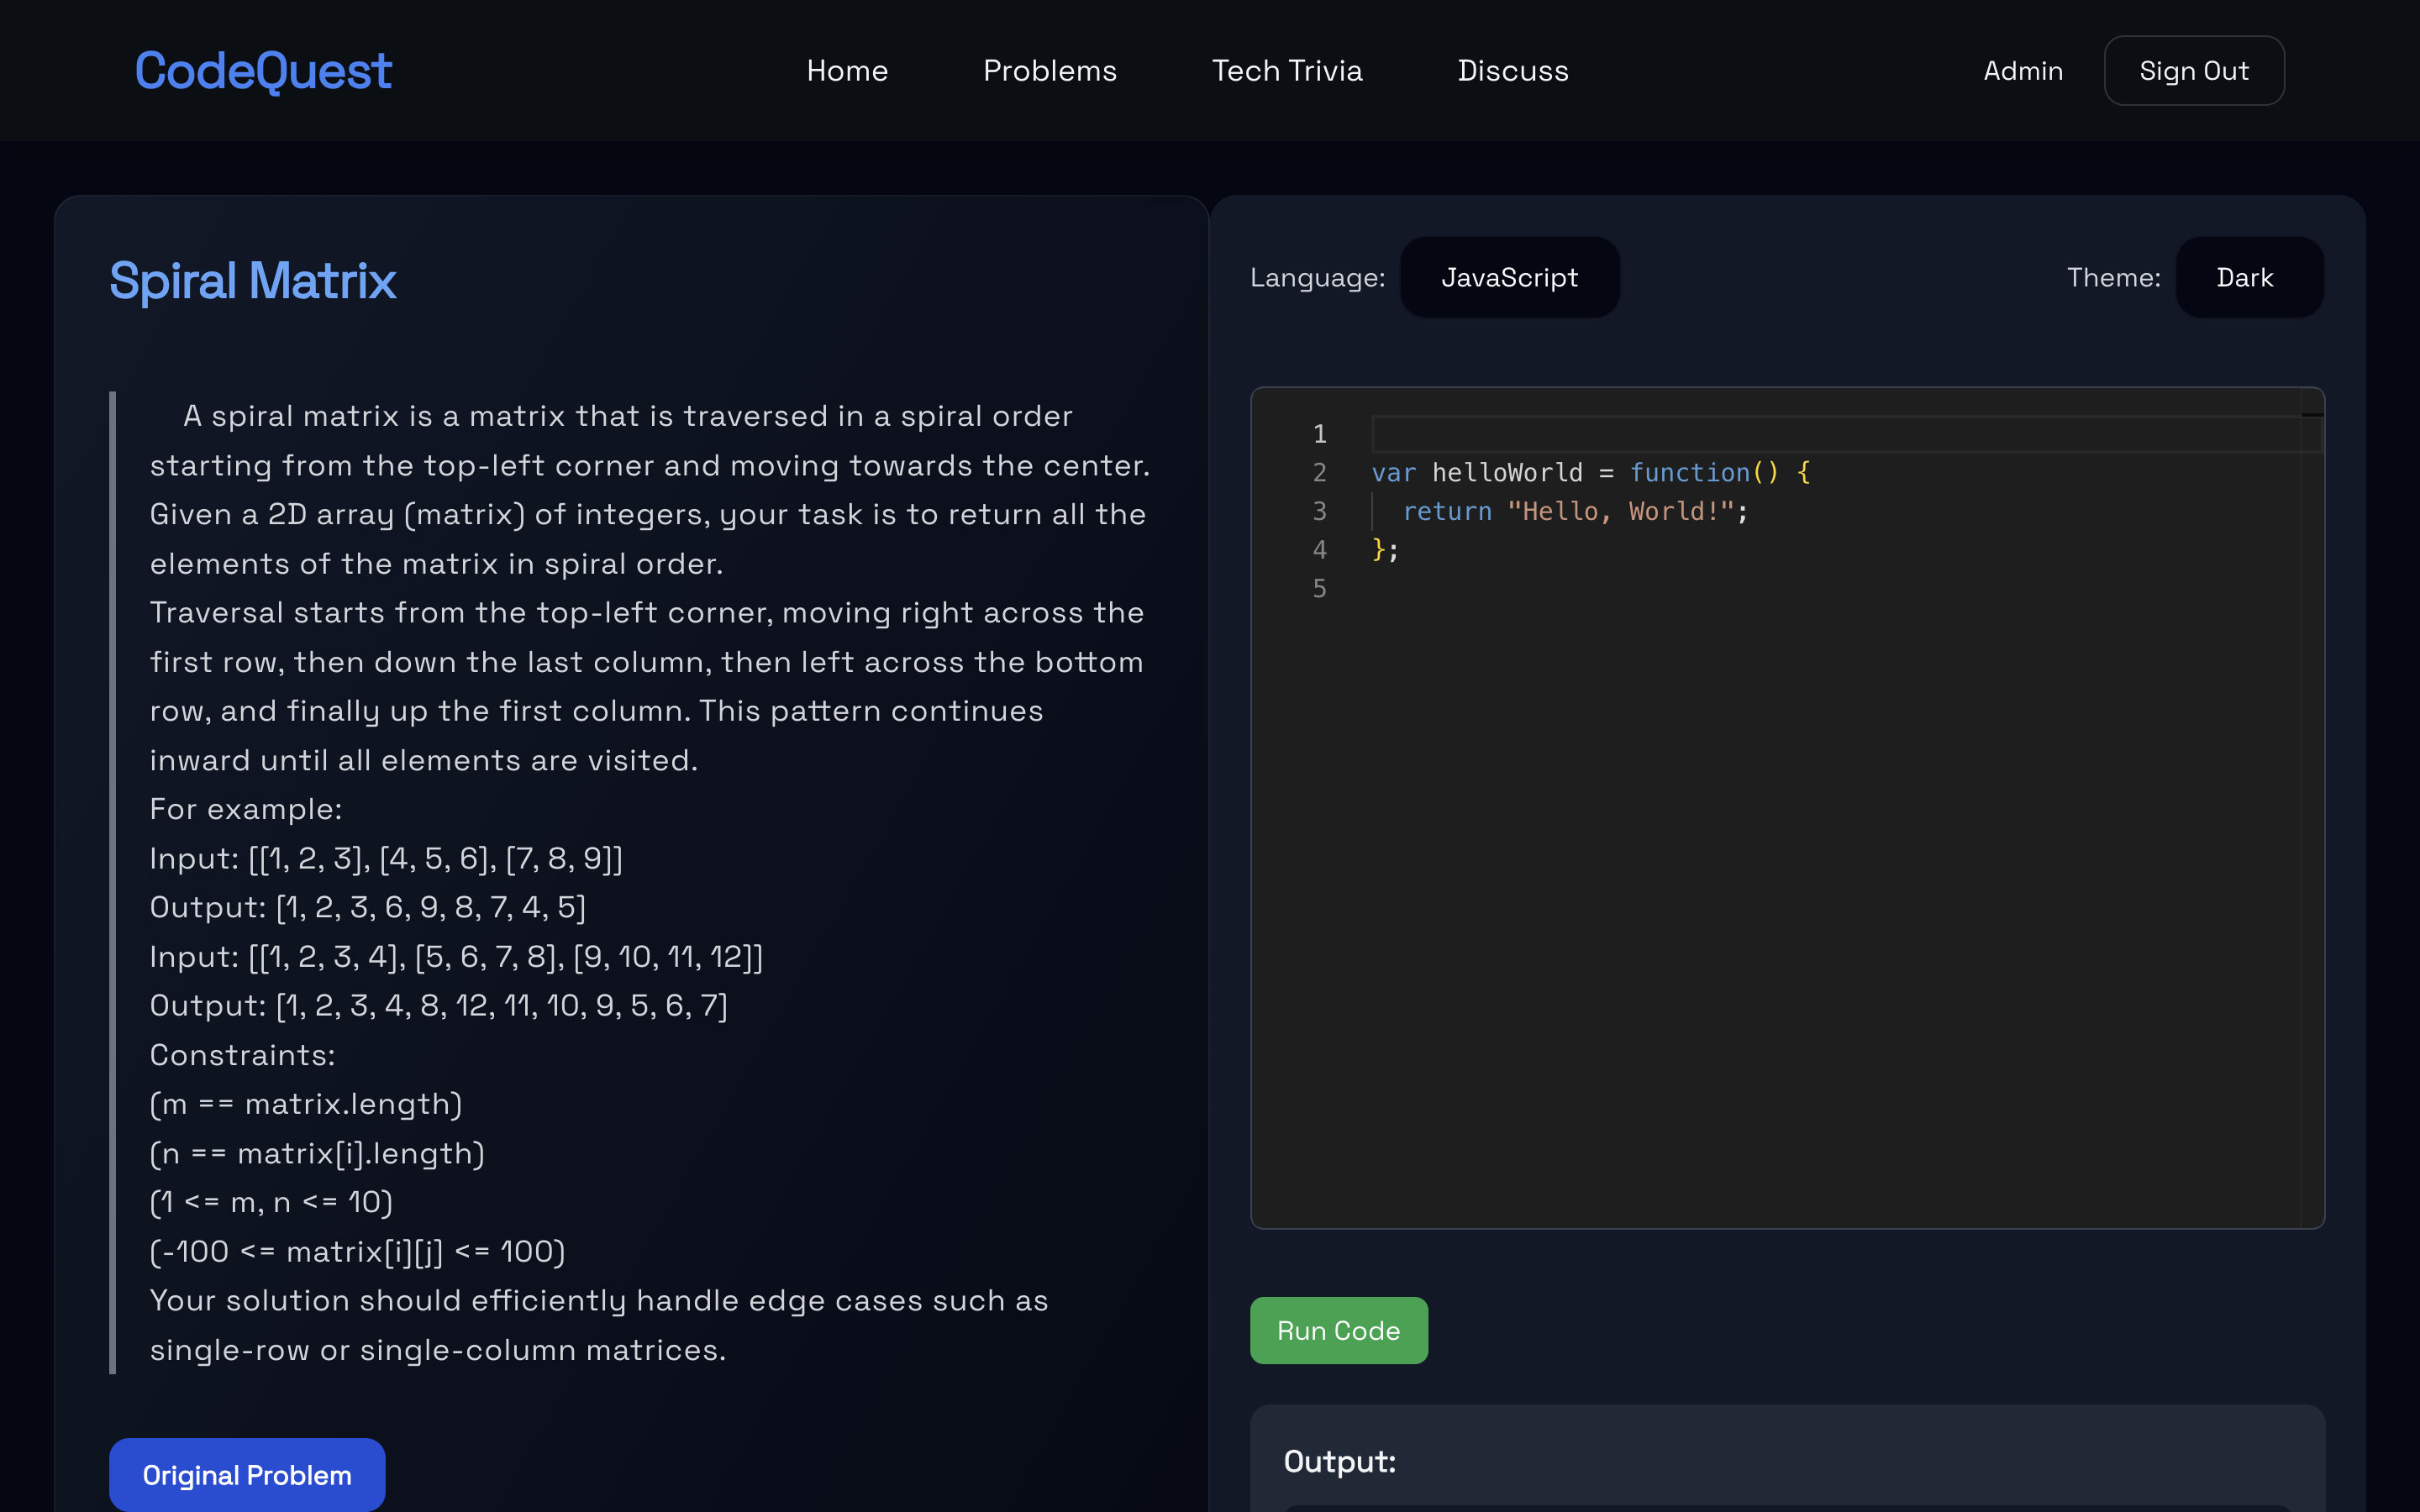 CodeQuest
Home
Problems
Tech Trivia
Discuss
Admin
Sign Out
Spiral Matrix
A spiral matrix is a matrix that is traversed in a spiral order
starting from the top-left corner and moving towards the center.
Given a 2D array (matrix) of integers, your task is to return all the
elements of the matrix in spiral order.
Traversal starts from the top-left corner, moving right across the
first row, then down the last column, then left across the bottom
row, and finally up the first column. This pattern continues
inward until all elements are visited.
For example:
Input: [[1, 2, 3], [4, 5, 6], [7, 8, 9]]
Output: [1, 2, 3, 6, 9, 8, 7, 4, 5]
Input: [[1, 2, 3, 4], [5, 6, 7, 8], [9, 10, 11, 12]]
Output: [1, 2, 3, 4, 8, 12, 11, 10, 9, 5, 6, 7]
Constraints:
(m == matrix.length)
(n == matrix[i].length)
(1 <= m, n <= 10)
(-100 <= matrix[i][j] <= 100)
Your solution should efficiently handle edge cases such as
single-row or single-column matrices.
Original Problem
Language: JavaScript
Theme: Dark
1
2 var helloWorld = function() {
3 return "Hello, World!";
4 };
5
Run Code
Output: